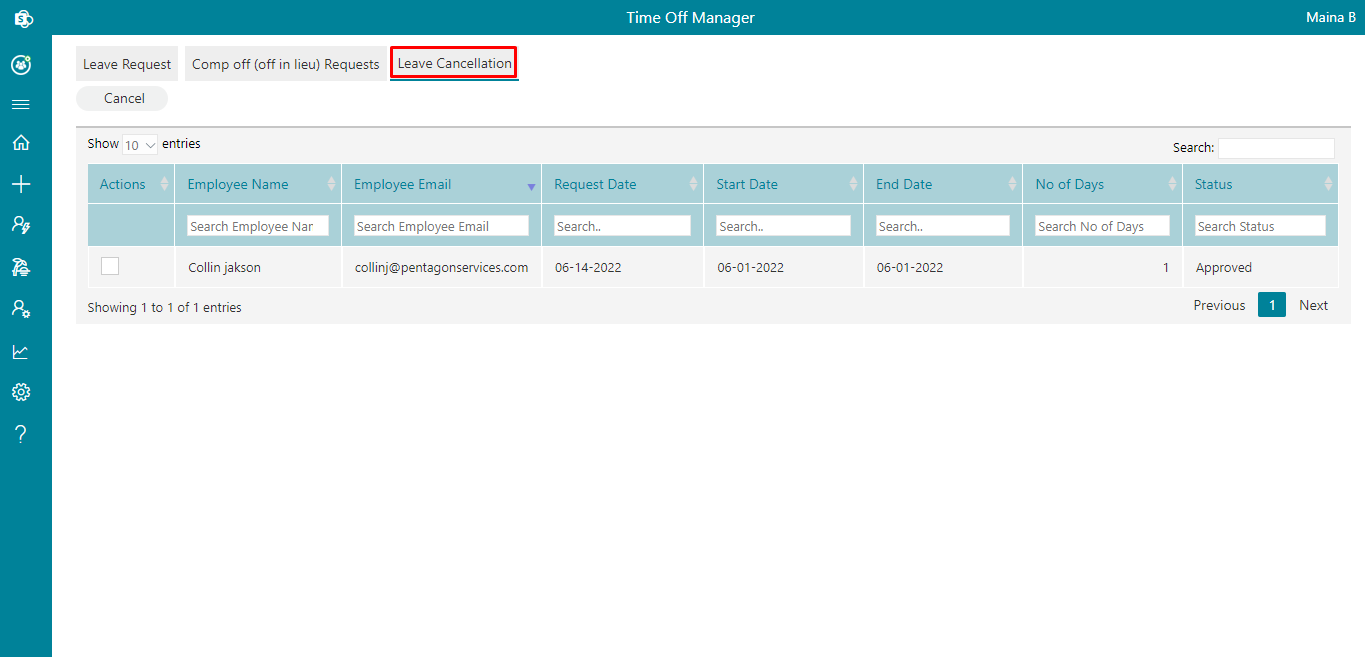 Time Off Manager
Maina B
Leave Request Comp off (off in lieu) Requests Leave Cancellation
Cancel
Show 10 entries
Search:
Actions Employee Name Employee Email Request Date Start Date End Date No of Days Status
Search Employee Nar Search Employee Email Search.. Search.. Search.. Search No of Days Search Status
Collin jakson collinj@pentagonservices.com 06-14-2022 06-01-2022 06-01-2022 1 Approved
Showing 1 to 1 of 1 entries
Previous 1 Next